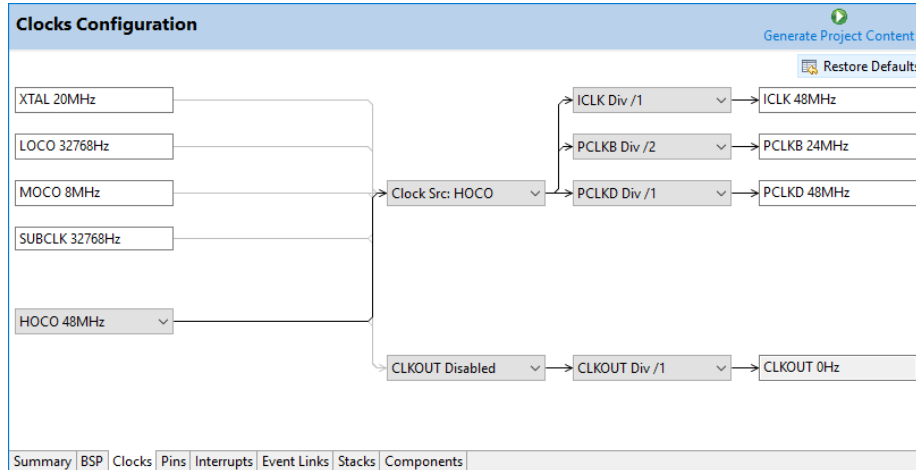 Clocks Configuration
Generate Project Content
Restore Defaults
XTAL 20MHz
ICLK Div /1
ICLK 48MHz
LOCO 32768Hz
PCLKB Div /2
PCLKB 24MHz
MOCO 8MHz
Clock Src: HOCO
PCLKD Div /1
PCLKD 48MHz
SUBCLK 32768Hz
HOCO 48MHz
CLKOUT Disabled
CLKOUT Div /1
CLKOUT 0Hz
Summary BSP Clocks Pins Interrupts Event Links Stacks Components